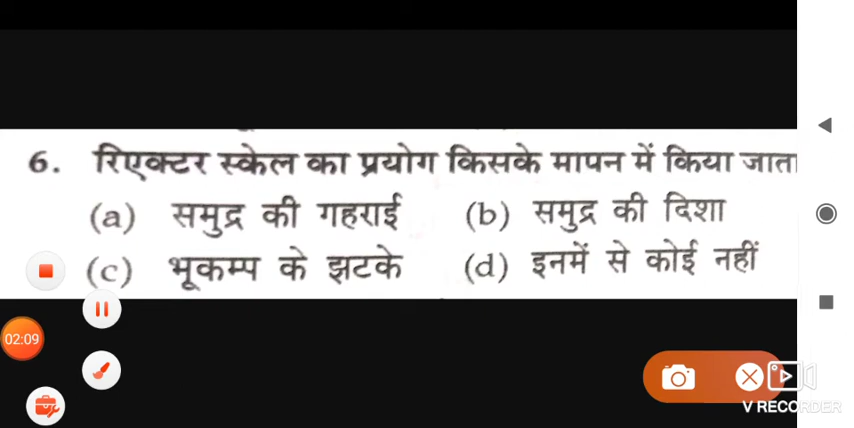 6. रिएक्टर स्केल का प्रयोग किसके मापन में किया जाता
(a) समुद्र की गहराई (b) समुद्र की दिशा
(c) भूकम्प के झटके (d) इनमें से कोई नहीं
02:09
V RECORDER